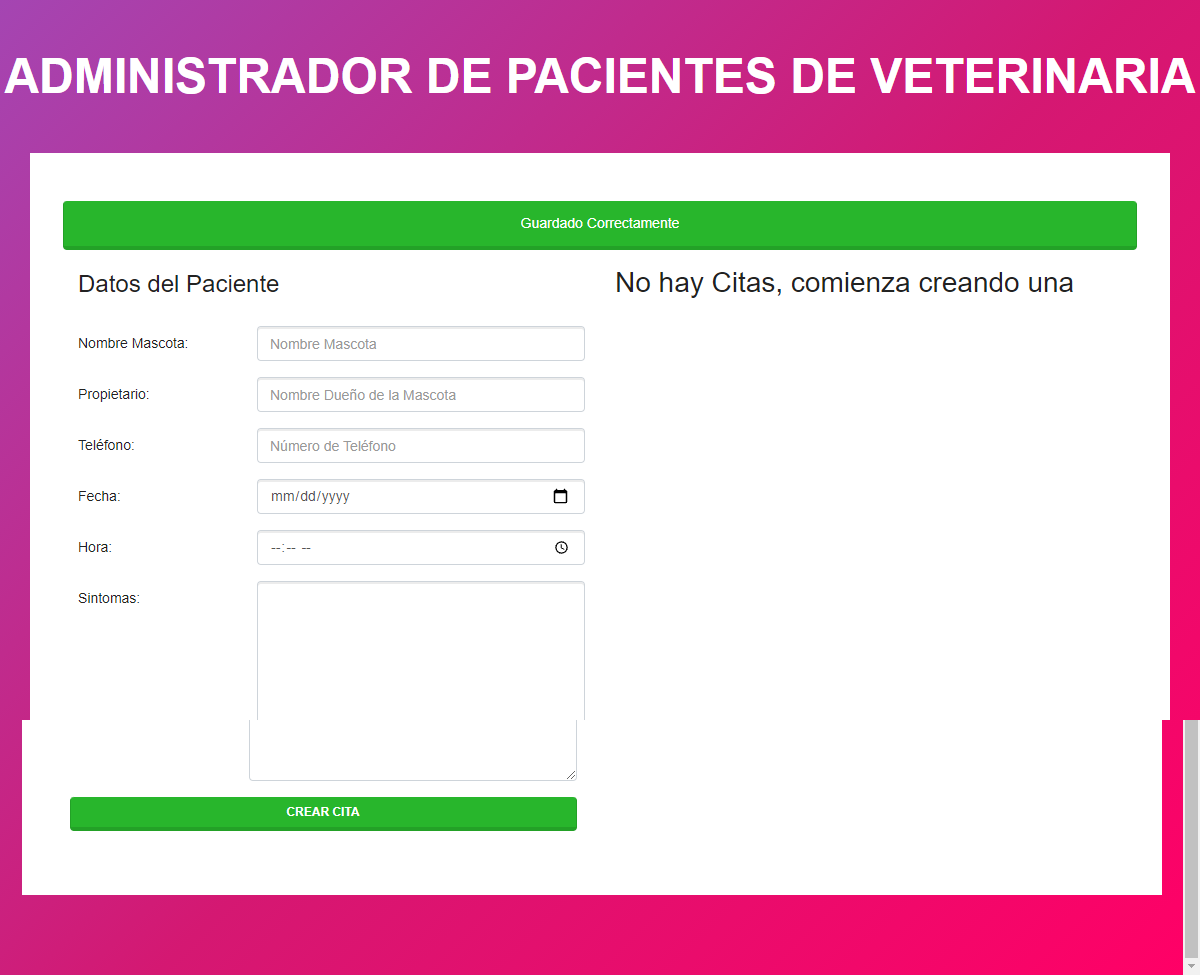 ADMINISTRADOR DE PACIENTES DE VETERINARIA
Guardado Correctamente
Datos del Paciente
No hay Citas, comienza creando una
Nombre Mascota:
Nombre Mascota
Propietario:
Nombre Dueño de la Mascota
Teléfono:
Número de Teléfono
Fecha:
mm/dd/yyyy
Hora:
--:-- --
Sintomas:
CREAR CITA